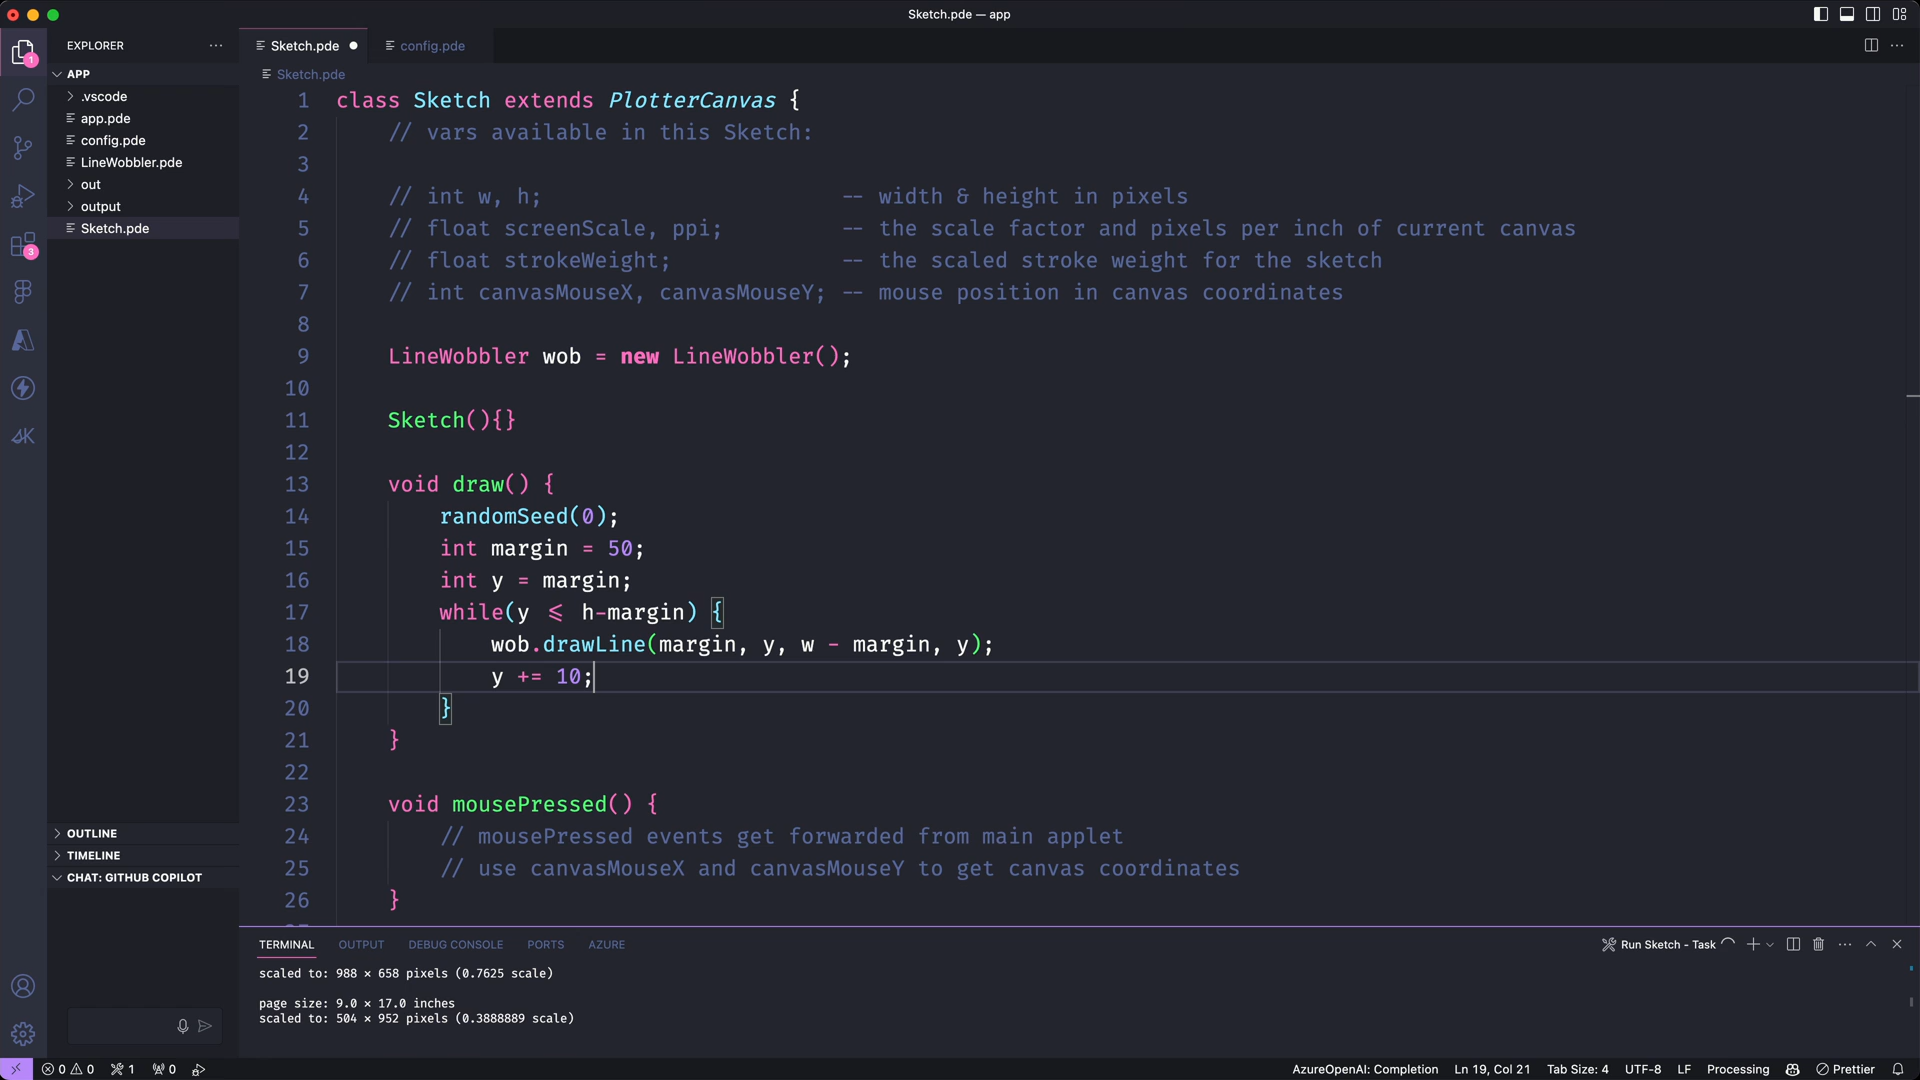 Sketch.pde — app
EXPLORER
APP
.vscode
app.pde
config.pde
LineWobbler.pde
out
output
Sketch.pde
OUTLINE
TIMELINE
CHAT: GITHUB COPILOT
1
3
Sketch.pde
config.pde
Sketch.pde
1 class Sketch extends PlotterCanvas {
2 // vars available in this Sketch:
3
4 // int w, h; -- width & height in pixels
5 // float screenScale, ppi; -- the scale factor and pixels per inch of current canvas
6 // float strokeWeight; -- the scaled stroke weight for the sketch
7 // int canvasMouseX, canvasMouseY; -- mouse position in canvas coordinates
8
9 LineWobbler wob = new LineWobbler();
10
11 Sketch(){}
12
13 void draw() {
14 randomSeed(0);
15 int margin = 50;
16 int y = margin;
17 while(y <= h-margin) {
18 wob.drawLine(margin, y, w - margin, y);
19 y += 10;
20 }
21 }
22
23 void mousePressed() {
24 // mousePressed events get forwarded from main applet
25 // use canvasMouseX and canvasMouseY to get canvas coordinates
26 }
TERMINAL OUTPUT DEBUG CONSOLE PORTS AZURE
Run Sketch - Task
scaled to: 988 × 658 pixels (0.7625 scale)
page size: 9.0 × 17.0 inches
scaled to: 504 × 952 pixels (0.3888889 scale)
0 0 1 0
AzureOpenAI: Completion Ln 19, Col 21 Tab Size: 4 UTF-8 LF Processing Prettier